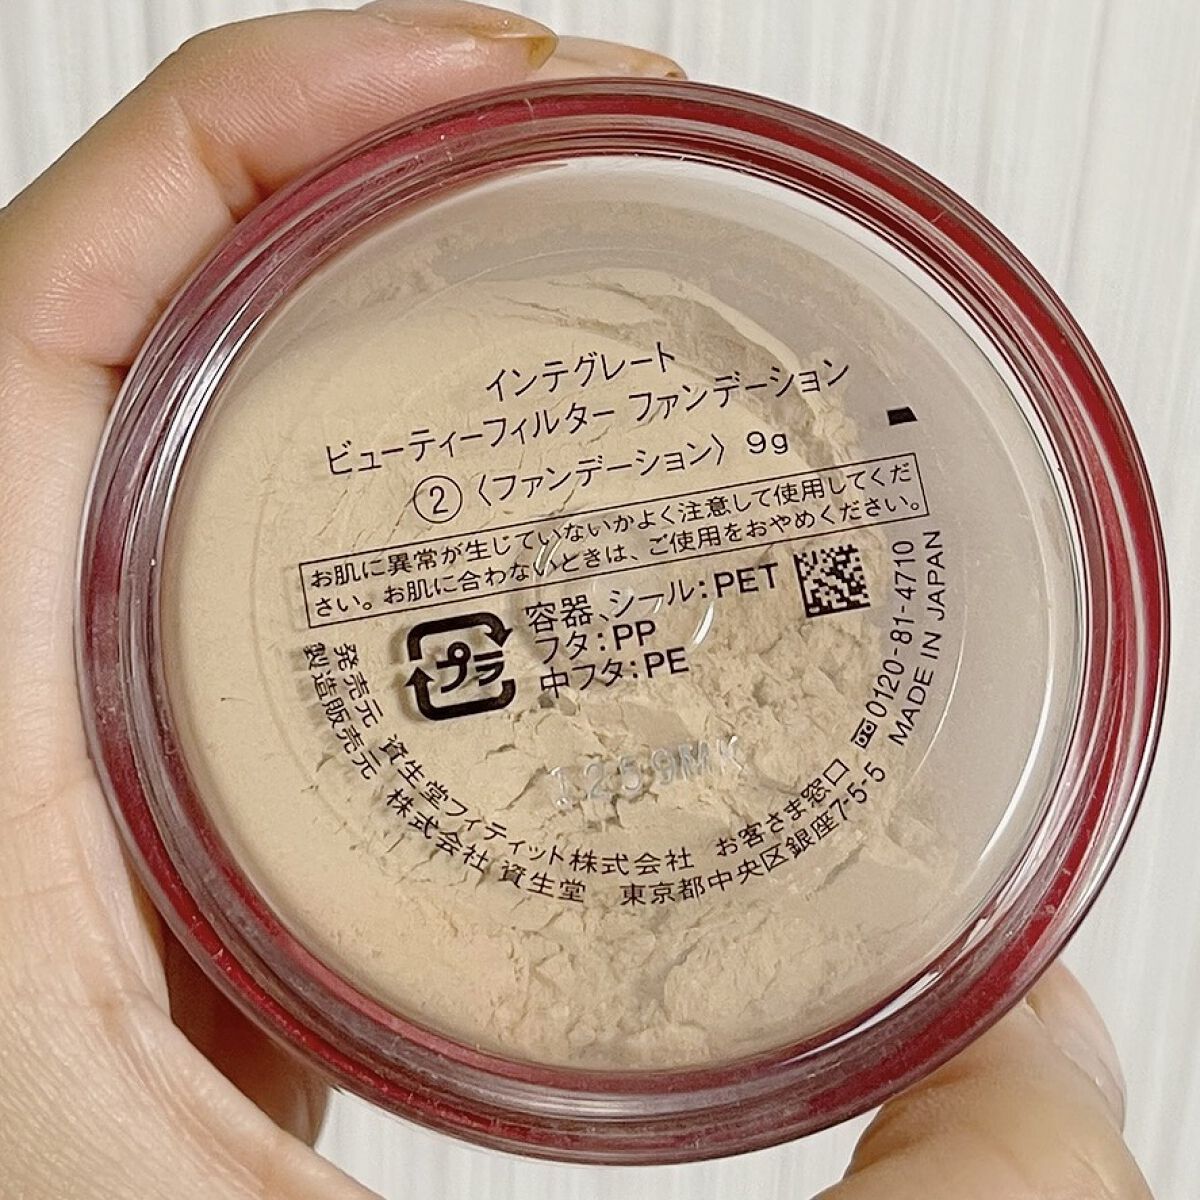 インテグレート
ビューティーフィルター ファンデーション
②〈ファンデーション〉 9g
お肌に異常が生じていないかよく注意して使用してくだ
さい。お肌に合わないときは、ご使用をおやめください。
プラ
容器、シール:PET
フタ:PP
中フタ:PE
1259MK
発売元 資生堂フィティット株式会社 お客さま窓口 0120-81-4710
製造販売元 株式会社 資生堂 東京都中央区銀座7-5-5 MADE IN JAPAN